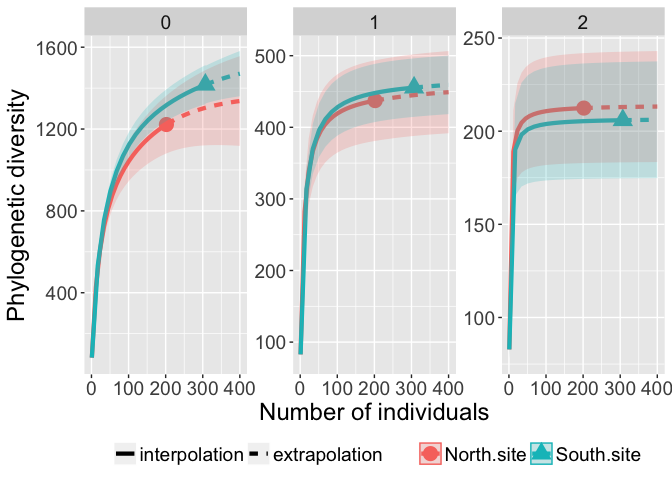 0 1 2
Phylogenetic diversity
1600
1200
800
400
500
400
300
200
100
250
200
150
100
0 100 200 300 400 0 100 200 300 400 0 100 200 300 400
Number of individuals
interpolation extrapolation North.site South.site